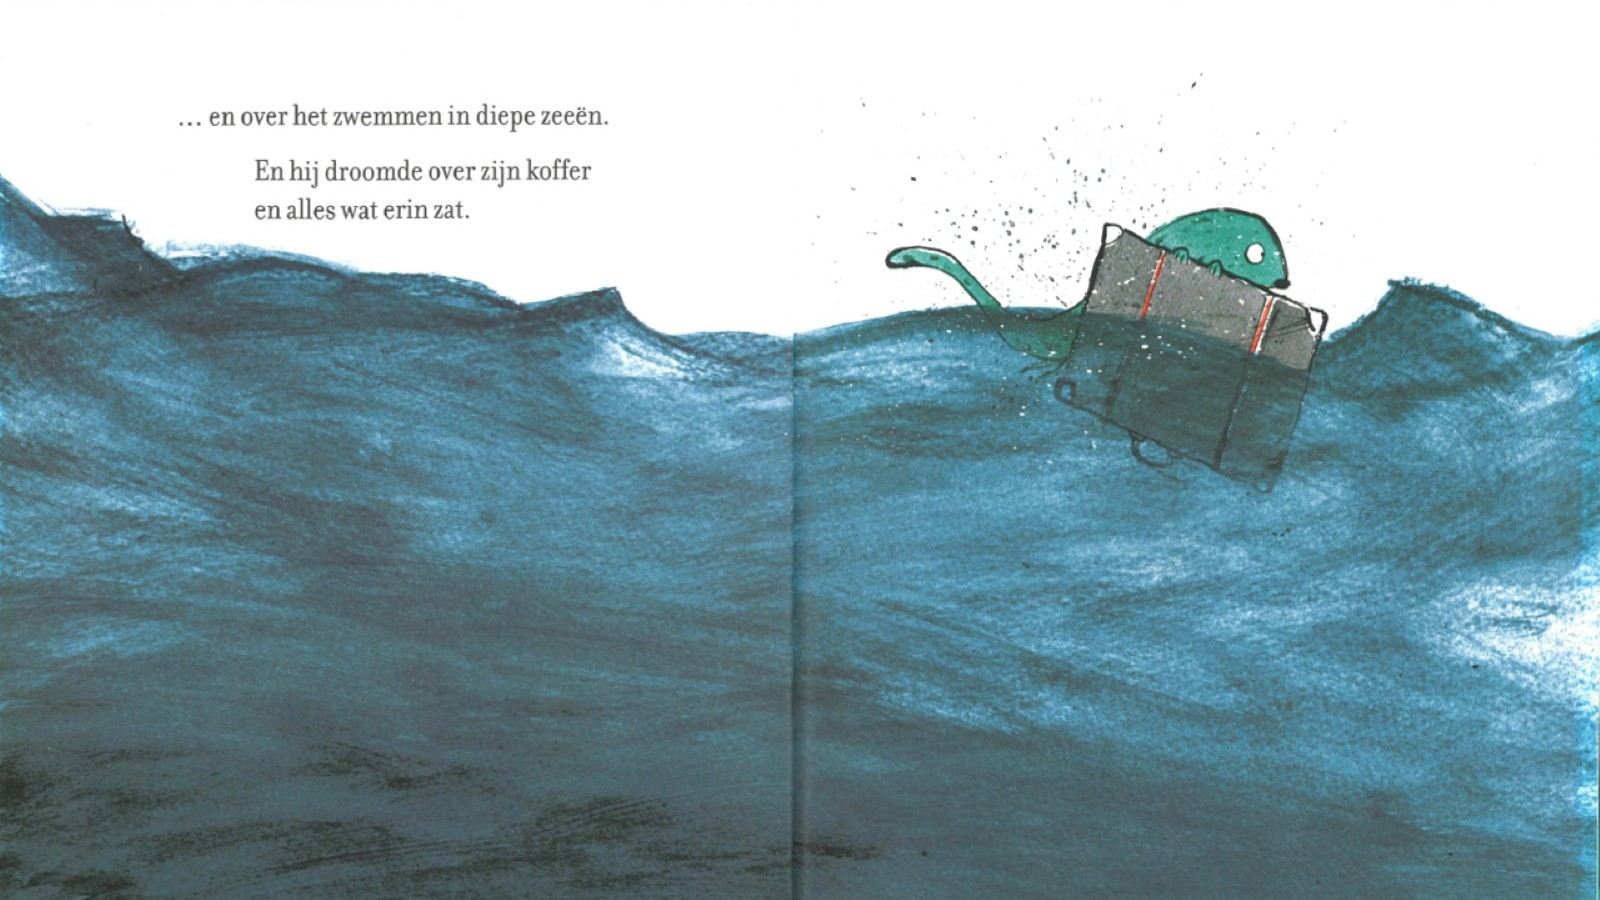 ... en over het zwemmen in diepe zeeën.
En hij droomde over zijn koffer
en alles wat erin zat.